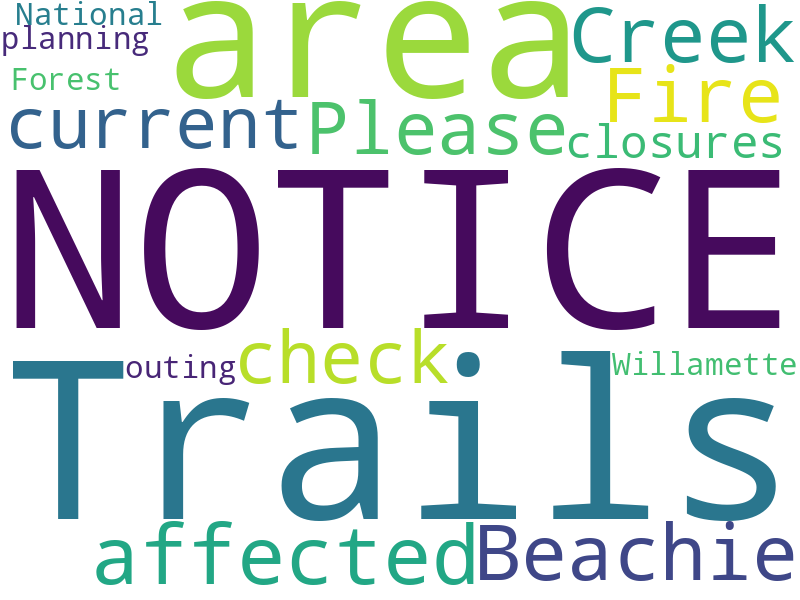 National area Creek
planning
Forest Fire
current Please closures
NOTICE
check
outing Willamette
Trails
affected Beachie